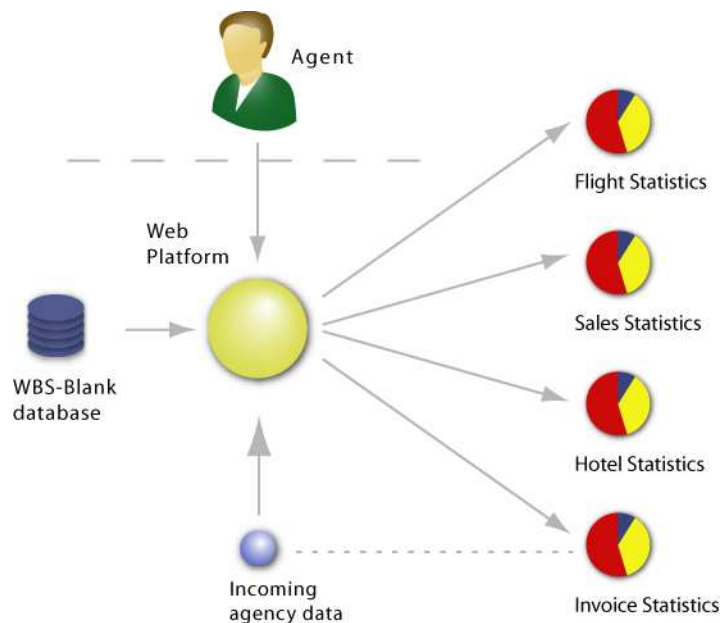 Agent
Flight Statistics
Web
Platform
Sales Statistics
WBS-Blank
database
Hotel Statistics
Incoming
agency data
Invoice Statistics